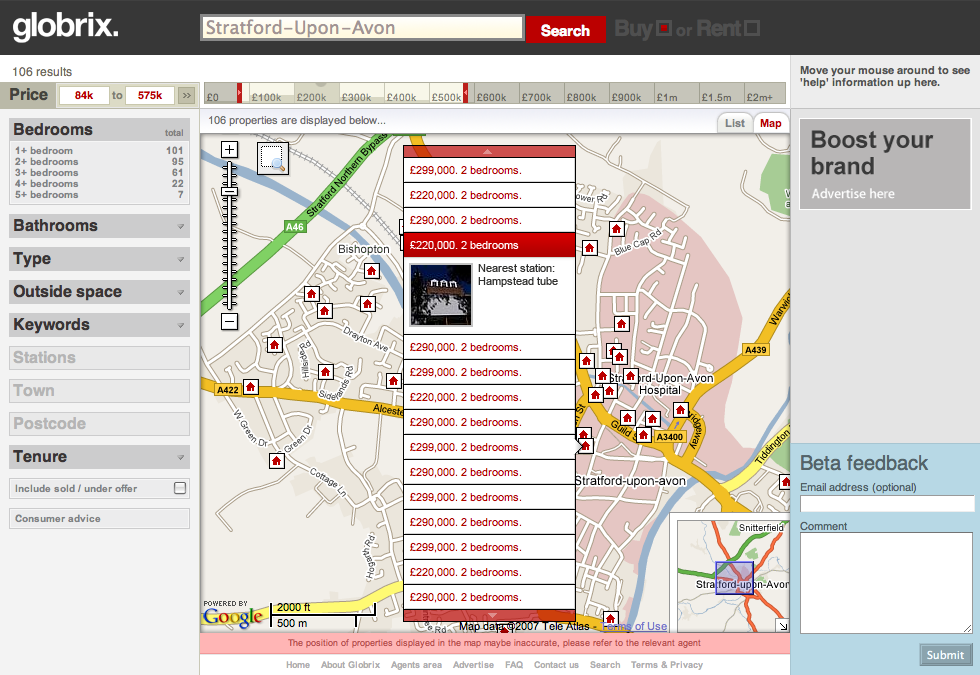 globrix.
Stratford-Upon-Avon
Search
Buy or Rent
106 results
Price 84k to 575k »
£0 £100k £200k £300k £400k £500k £600k £700k £800k £900k £1m £1.5m £2m+
Move your mouse around to see
'help' information up here.
Bedrooms total
1+ bedroom 101
2+ bedrooms 95
3+ bedrooms 61
4+ bedrooms 22
5+ bedrooms 7
Bathrooms
Type
Outside space
Keywords
Stations
Town
Postcode
Tenure
Include sold / under offer
Consumer advice
106 properties are displayed below...
List Map
Stratford Northern Bypass
A46
Bishopton
Drayton Ave
Hillside Rd
Sidelands Rd
A422
Alcester
W Green Dr
Green Dr
Cottage Ln
Hogarth Rd
£299,000. 2 bedrooms.
£220,000. 2 bedrooms.
£290,000. 2 bedrooms.
£220,000. 2 bedrooms
Nearest station:
Hampstead tube
£290,000. 2 bedrooms.
£299,000. 2 bedrooms.
£220,000. 2 bedrooms.
£290,000. 2 bedrooms.
£299,000. 2 bedrooms.
£290,000. 2 bedrooms.
£299,000. 2 bedrooms.
£290,000. 2 bedrooms.
£299,000. 2 bedrooms.
£220,000. 2 bedrooms.
£290,000. 2 bedrooms.
Blue Cap Rd
Warwick
A439
Stratford-Upon-Avon
Hospital
Guild St
A3400
Tiddington
Stratford-upon-avon
Snitterfield
Stratford-upon-Avon
POWERED BY
Google
2000 ft
500 m
Map data ©2007 Tele Atlas - Terms of Use
The position of properties displayed in the map maybe inaccurate, please refer to the relevant agent
Home About Globrix Agents area Advertise FAQ Contact us Search Terms & Privacy
Boost your
brand
Advertise here
Beta feedback
Email address (optional)
Comment
Submit